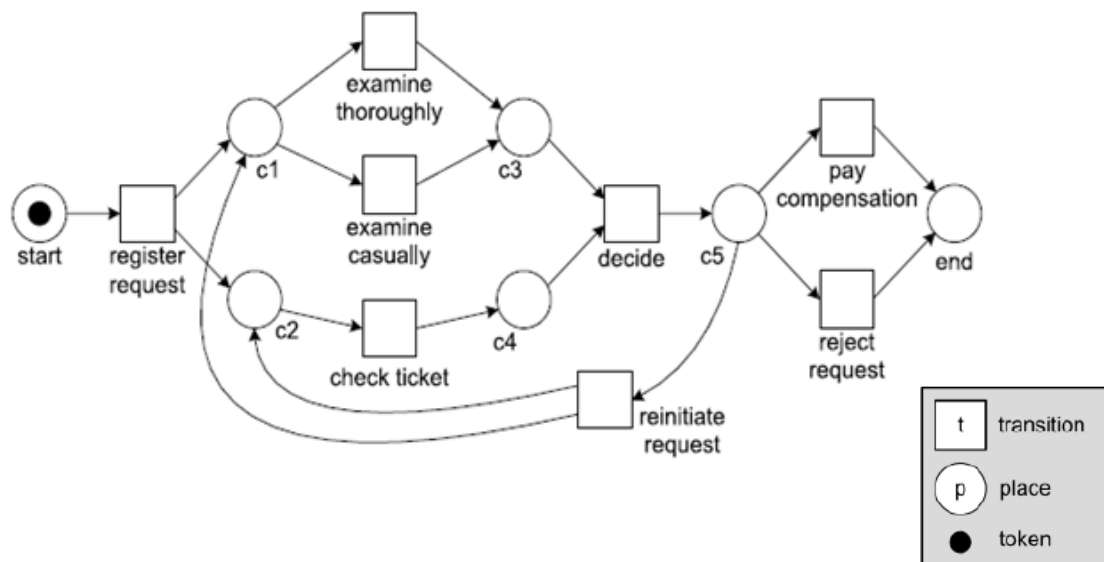 examine
thoroughly
c1
c3
pay
compensation
examine
casually
start
register
request
decide
c5
end
c2
c4
check ticket
reject
request
reinitiate
request
t transition
p place
token